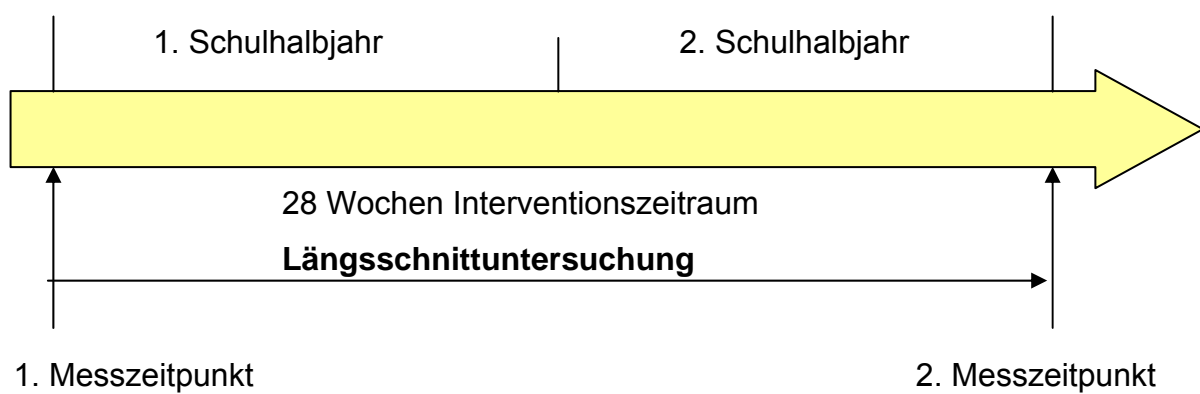 1. Schulhalbjahr
2. Schulhalbjahr
28 Wochen Interventionszeitraum
Längsschnittuntersuchung
1. Messzeitpunkt
2. Messzeitpunkt